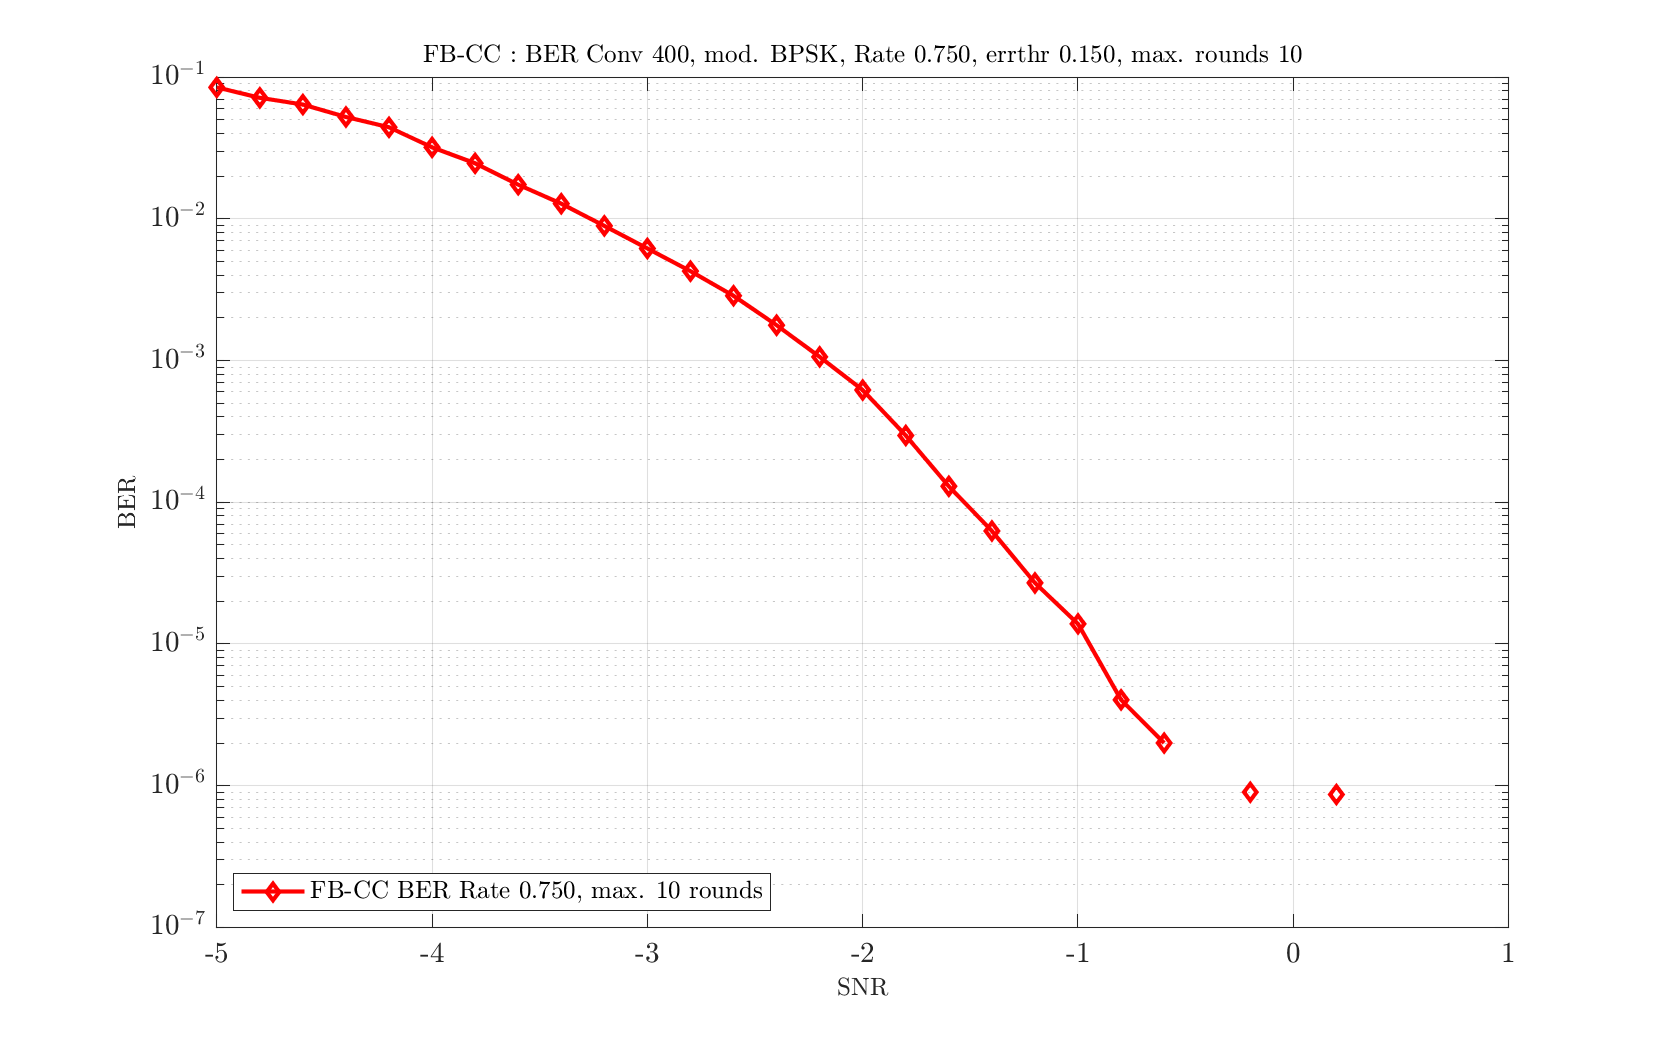 FB-CC : BER Conv 400, mod. BPSK, Rate 0.750, errthr 0.150, max. rounds 10
10⁻¹
10⁻²
10⁻³
10⁻⁴
10⁻⁵
10⁻⁶
10⁻⁷
BER
FB-CC BER Rate 0.750, max. 10 rounds
-5 -4 -3 -2 -1 0 1
SNR